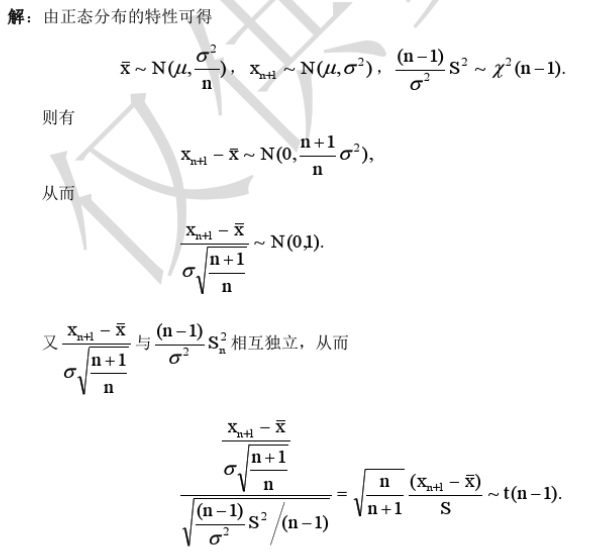 解：由正态分布的特性可得
x̄ ~ N(μ, σ²/n), x_{n+1} ~ N(μ, σ²), (n−1)/σ² S² ~ χ²(n−1).
则有
x_{n+1} − x̄ ~ N(0, (n+1)/n σ²),
从而
(x_{n+1} − x̄)/(σ√((n+1)/n)) ~ N(0,1).
又 (x_{n+1} − x̄)/(σ√((n+1)/n)) 与 (n−1)/σ² S_n² 相互独立，从而
((x_{n+1} − x̄)/(σ√((n+1)/n)))/√((n−1)/σ² S²/(n−1)) = √(n/(n+1)) (x_{n+1} − x̄)/S ~ t(n−1).
仅供